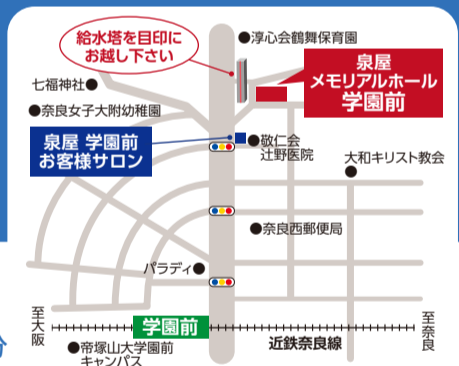 給水塔を目印に
お越し下さい
淳心会鶴舞保育園
泉屋
メモリアルホール
学園前
七福神社
奈良女子大附幼稚園
泉屋 学園前
お客様サロン
敬仁会
辻野医院
大和キリスト教会
奈良西郵便局
パラディ
至大阪
学園前
近鉄奈良線
至奈良
帝塚山大学園前
キャンパス
分